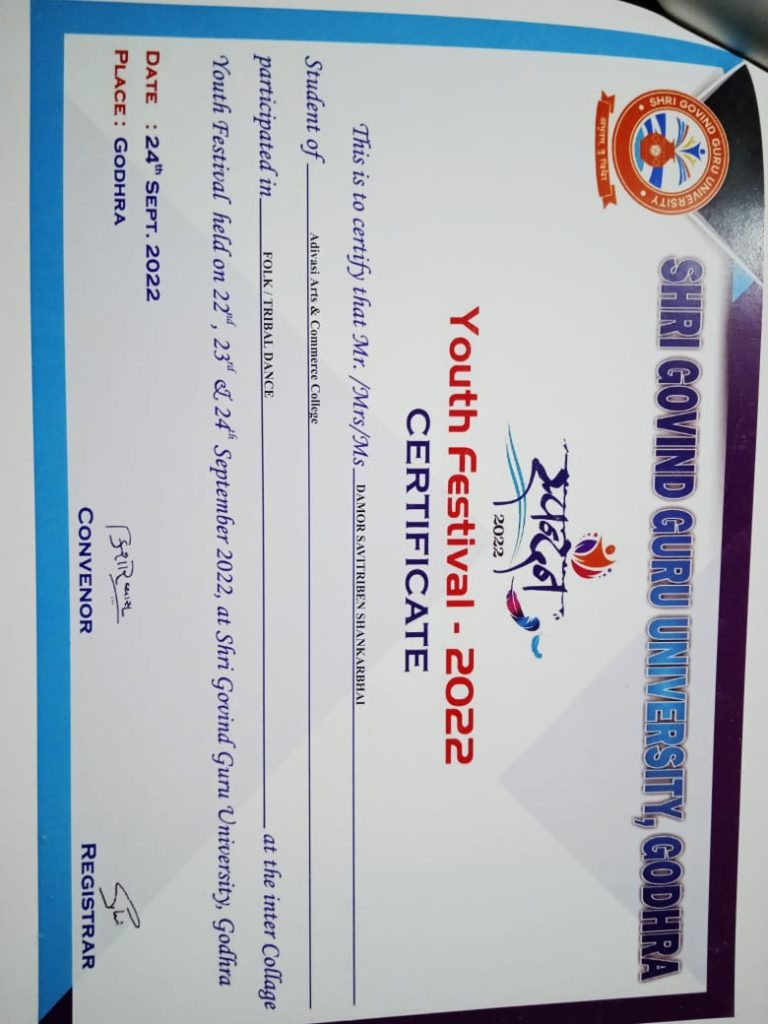 SHRI GOVIND GURU UNIVERSITY
SHRI GOVIND GURU UNIVERSITY, GODHRA
स्पन्दन
2022
Youth Festival - 2022
CERTIFICATE
This is to certify that Mr. /Mrs/Ms DAMOR SAVITRIBEN SHANKARBHAI
Student of Adivasi Arts & Commerce College
participated in FOLK / TRIBAL DANCE at the inter Collage
Youth Festival held on 22nd, 23rd & 24th September 2022, at Shri Govind Guru University, Godhra
DATE : 24th SEPT. 2022
PLACE : GODHRA
CONVENOR
REGISTRAR